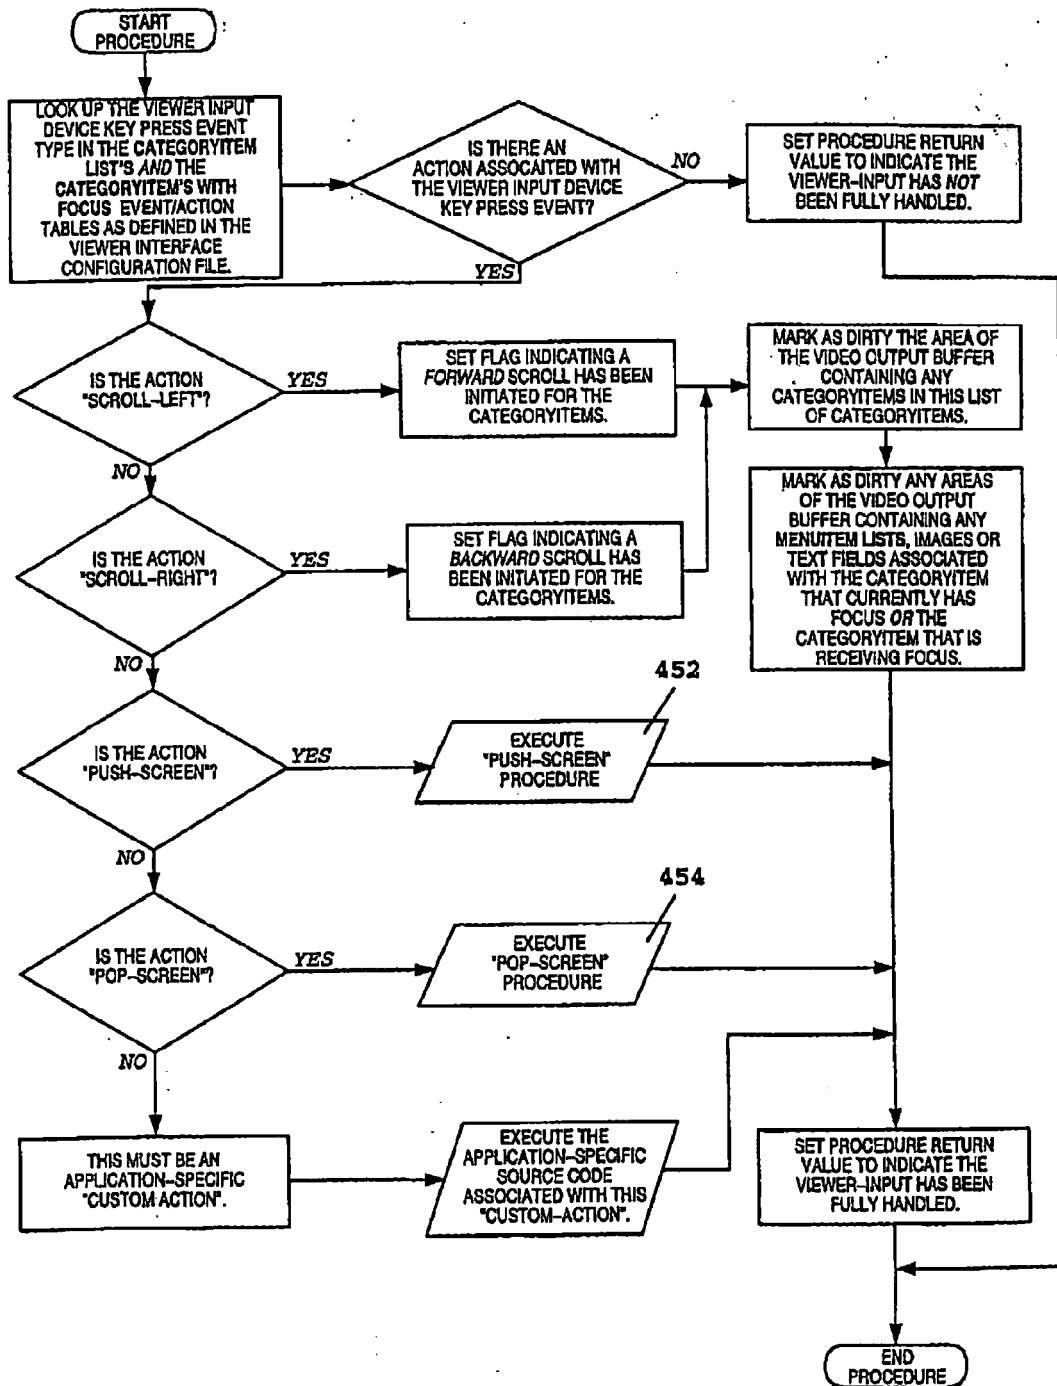 START
PROCEDURE
LOOK UP THE VIEWER INPUT
DEVICE KEY PRESS EVENT
TYPE IN THE CATEGORYITEM
LIST'S AND THE
CATEGORYITEM'S WITH
FOCUS EVENT/ACTION
TABLES AS DEFINED IN THE
VIEWER INTERFACE
CONFIGURATION FILE.
IS THERE AN
ACTION ASSOCAITED WITH
THE VIEWER INPUT DEVICE
KEY PRESS EVENT?
NO
SET PROCEDURE RETURN
VALUE TO INDICATE THE
VIEWER-INPUT HAS NOT
BEEN FULLY HANDLED.
YES
IS THE ACTION
"SCROLL-LEFT"?
YES
SET FLAG INDICATING A
FORWARD SCROLL HAS BEEN
INITIATED FOR THE
CATEGORYITEMS.
MARK AS DIRTY THE AREA OF
THE VIDEO OUTPUT BUFFER
CONTAINING ANY
CATEGORYITEMS IN THIS LIST
OF CATEGORYITEMS.
NO
IS THE ACTION
"SCROLL-RIGHT"?
YES
SET FLAG INDICATING A
BACKWARD SCROLL HAS
BEEN INITIATED FOR THE
CATEGORYITEMS.
MARK AS DIRTY ANY AREAS
OF THE VIDEO OUTPUT
BUFFER CONTAINING ANY
MENUITEM LISTS, IMAGES OR
TEXT FIELDS ASSOCIATED
WITH THE CATEGORYITEM
THAT CURRENTLY HAS
FOCUS OR THE
CATEGORYITEM THAT IS
RECEIVING FOCUS.
NO
IS THE ACTION
"PUSH-SCREEN"?
YES
452
EXECUTE
"PUSH-SCREEN"
PROCEDURE
NO
IS THE ACTION
"POP-SCREEN"?
YES
454
EXECUTE
"POP-SCREEN"
PROCEDURE
NO
THIS MUST BE AN
APPLICATION-SPECIFIC
"CUSTOM ACTION".
EXECUTE THE
APPLICATION-SPECIFIC
SOURCE CODE
ASSOCIATED WITH THIS
"CUSTOM-ACTION".
SET PROCEDURE RETURN
VALUE TO INDICATE THE
VIEWER-INPUT HAS BEEN
FULLY HANDLED.
END
PROCEDURE